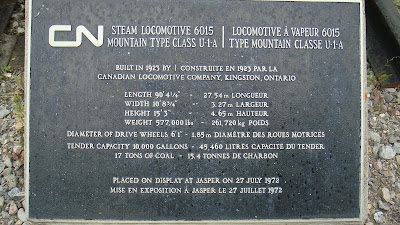 CN STEAM LOCOMOTIVE 6015 | LOCOMOTIVE À VAPEUR 6015
MOUNTAIN TYPE CLASS U-1-A | TYPE MOUNTAIN CLASSE U-1-A
BUILT IN 1923 BY | CONSTRUITE EN 1923 PAR LA
CANADIAN LOCOMOTIVE COMPANY, KINGSTON, ONTARIO
LENGTH 90' 4 1/4" - 27.54 m LONGUEUR
WIDTH 10' 8 3/4" - 3.27 m LARGEUR
HEIGHT 15' 3" - 4.65 m HAUTEUR
WEIGHT 577,000 lbs - 261,720 kg POIDS
DIAMETER OF DRIVE WHEELS 6'1" - 1.85 m DIAMÈTRE DES ROUES MOTRICES
TENDER CAPACITY 10,000 GALLONS - 45,460 LITRES CAPACITÉ DU TENDER
17 TONS OF COAL - 15.4 TONNES DE CHARBON
PLACED ON DISPLAY AT JASPER ON 27 JULY 1972
MISE EN EXPOSITION À JASPER LE 27 JUILLET 1972